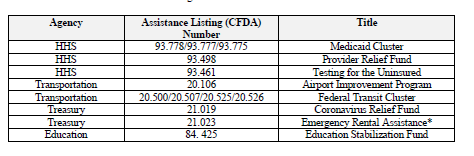 Agency Assistance Listing (CFDA) Title
Number
HHS 93.778/93.777/93.775 Medicaid Cluster
HHS 93.498 Provider Relief Fund
HHS 93.461 Testing for the Uninsured
Transportation 20.106 Airport Improvement Program
Transportation 20.500/20.507/20.525/20.526 Federal Transit Cluster
Treasury 21.019 Coronavirus Relief Fund
Treasury 21.023 Emergency Rental Assistance*
Education 84. 425 Education Stabilization Fund